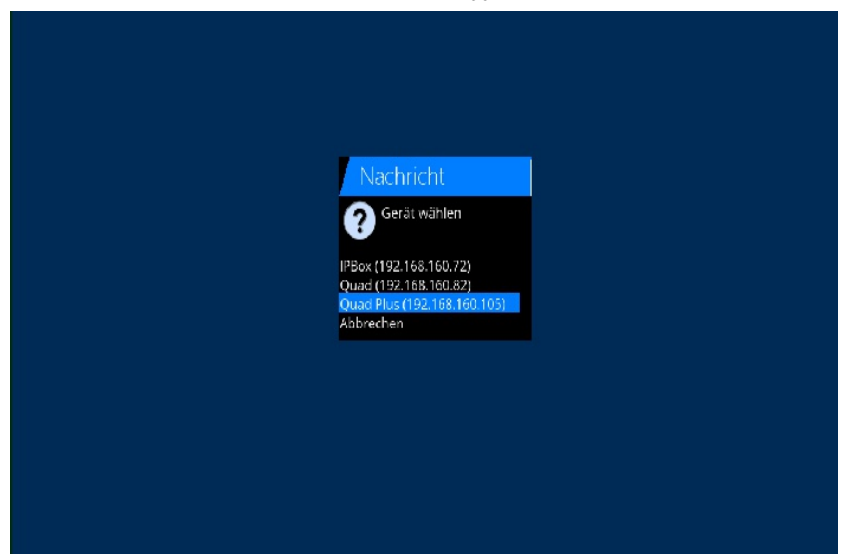 Nachricht
Gerät wählen
IPBox (192.168.160.72)
Quad (192.168.160.82)
Quad Plus (192.168.160.105)
Abbrechen